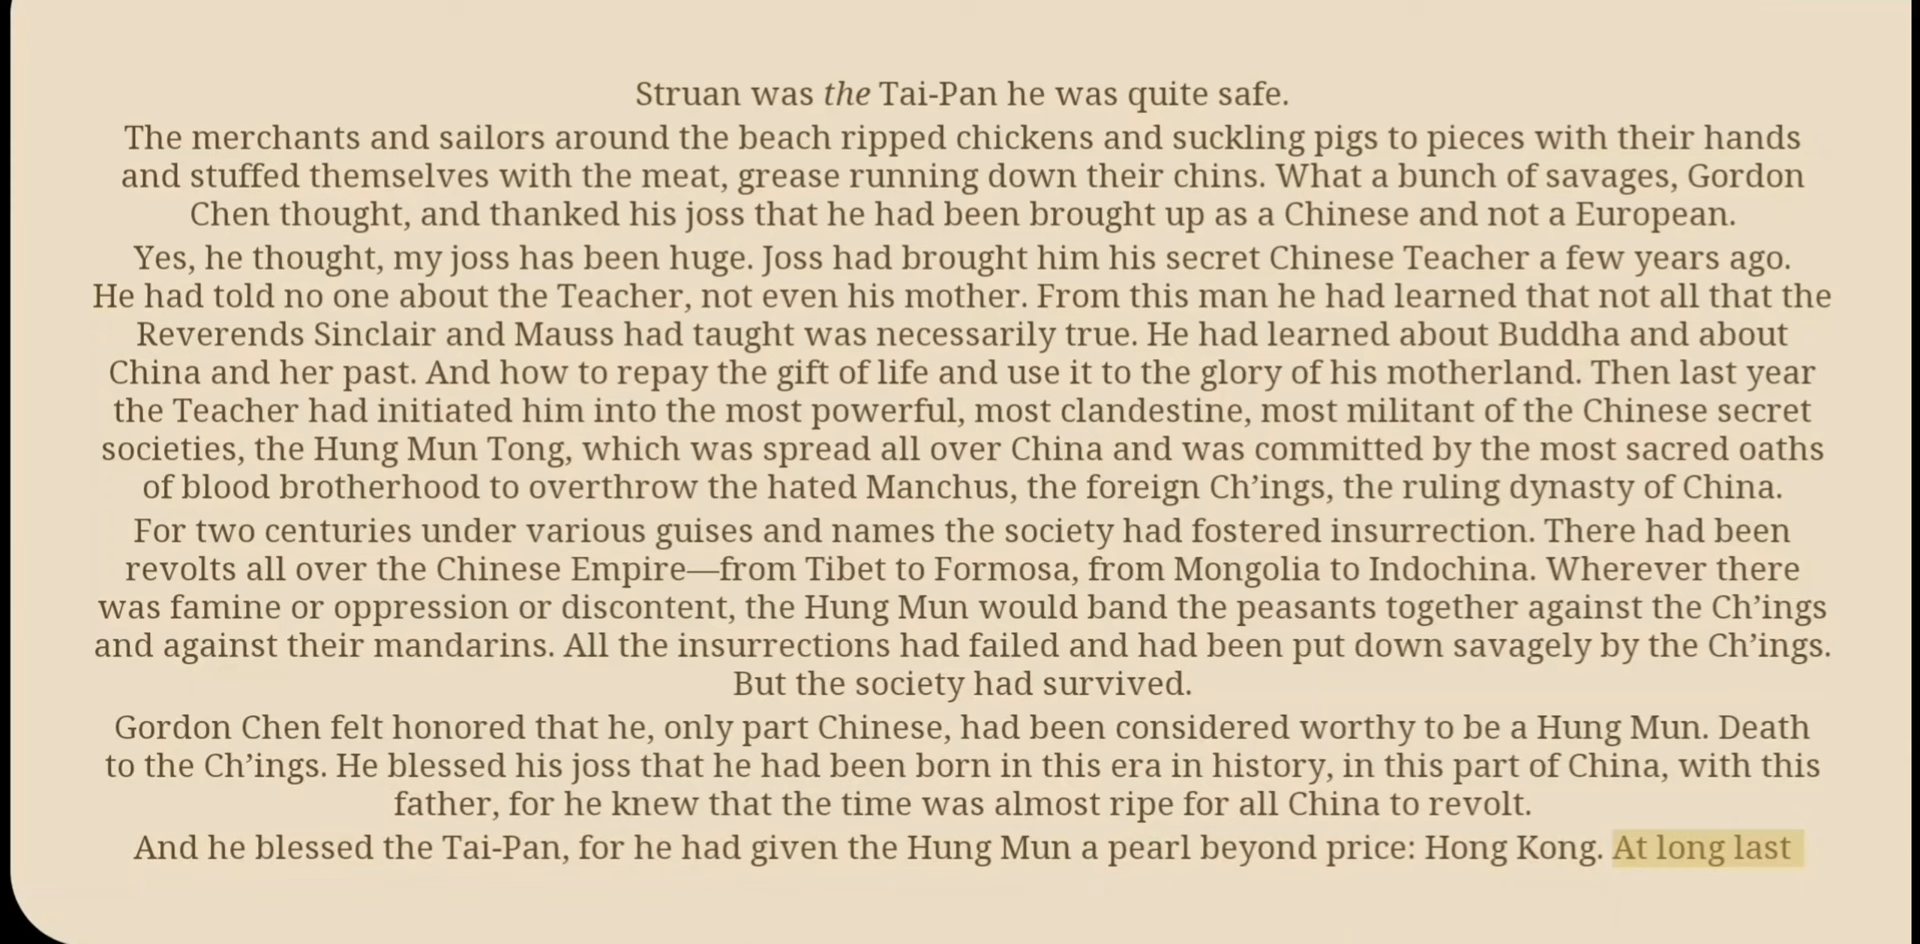 Struan was the Tai-Pan he was quite safe.
The merchants and sailors around the beach ripped chickens and suckling pigs to pieces with their hands
and stuffed themselves with the meat, grease running down their chins. What a bunch of savages, Gordon
Chen thought, and thanked his joss that he had been brought up as a Chinese and not a European.
Yes, he thought, my joss has been huge. Joss had brought him his secret Chinese Teacher a few years ago.
He had told no one about the Teacher, not even his mother. From this man he had learned that not all that the
Reverends Sinclair and Mauss had taught was necessarily true. He had learned about Buddha and about
China and her past. And how to repay the gift of life and use it to the glory of his motherland. Then last year
the Teacher had initiated him into the most powerful, most clandestine, most militant of the Chinese secret
societies, the Hung Mun Tong, which was spread all over China and was committed by the most sacred oaths
of blood brotherhood to overthrow the hated Manchus, the foreign Ch’ings, the ruling dynasty of China.
For two centuries under various guises and names the society had fostered insurrection. There had been
revolts all over the Chinese Empire—from Tibet to Formosa, from Mongolia to Indochina. Wherever there
was famine or oppression or discontent, the Hung Mun would band the peasants together against the Ch’ings
and against their mandarins. All the insurrections had failed and had been put down savagely by the Ch’ings.
But the society had survived.
Gordon Chen felt honored that he, only part Chinese, had been considered worthy to be a Hung Mun. Death
to the Ch’ings. He blessed his joss that he had been born in this era in history, in this part of China, with this
father, for he knew that the time was almost ripe for all China to revolt.
And he blessed the Tai-Pan, for he had given the Hung Mun a pearl beyond price: Hong Kong. At long last